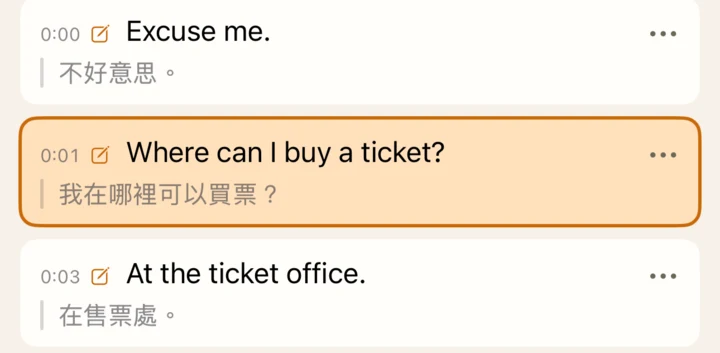 0:00 Excuse me.
不好意思。
0:01 Where can I buy a ticket?
我在哪裡可以買票？
0:03 At the ticket office.
在售票處。